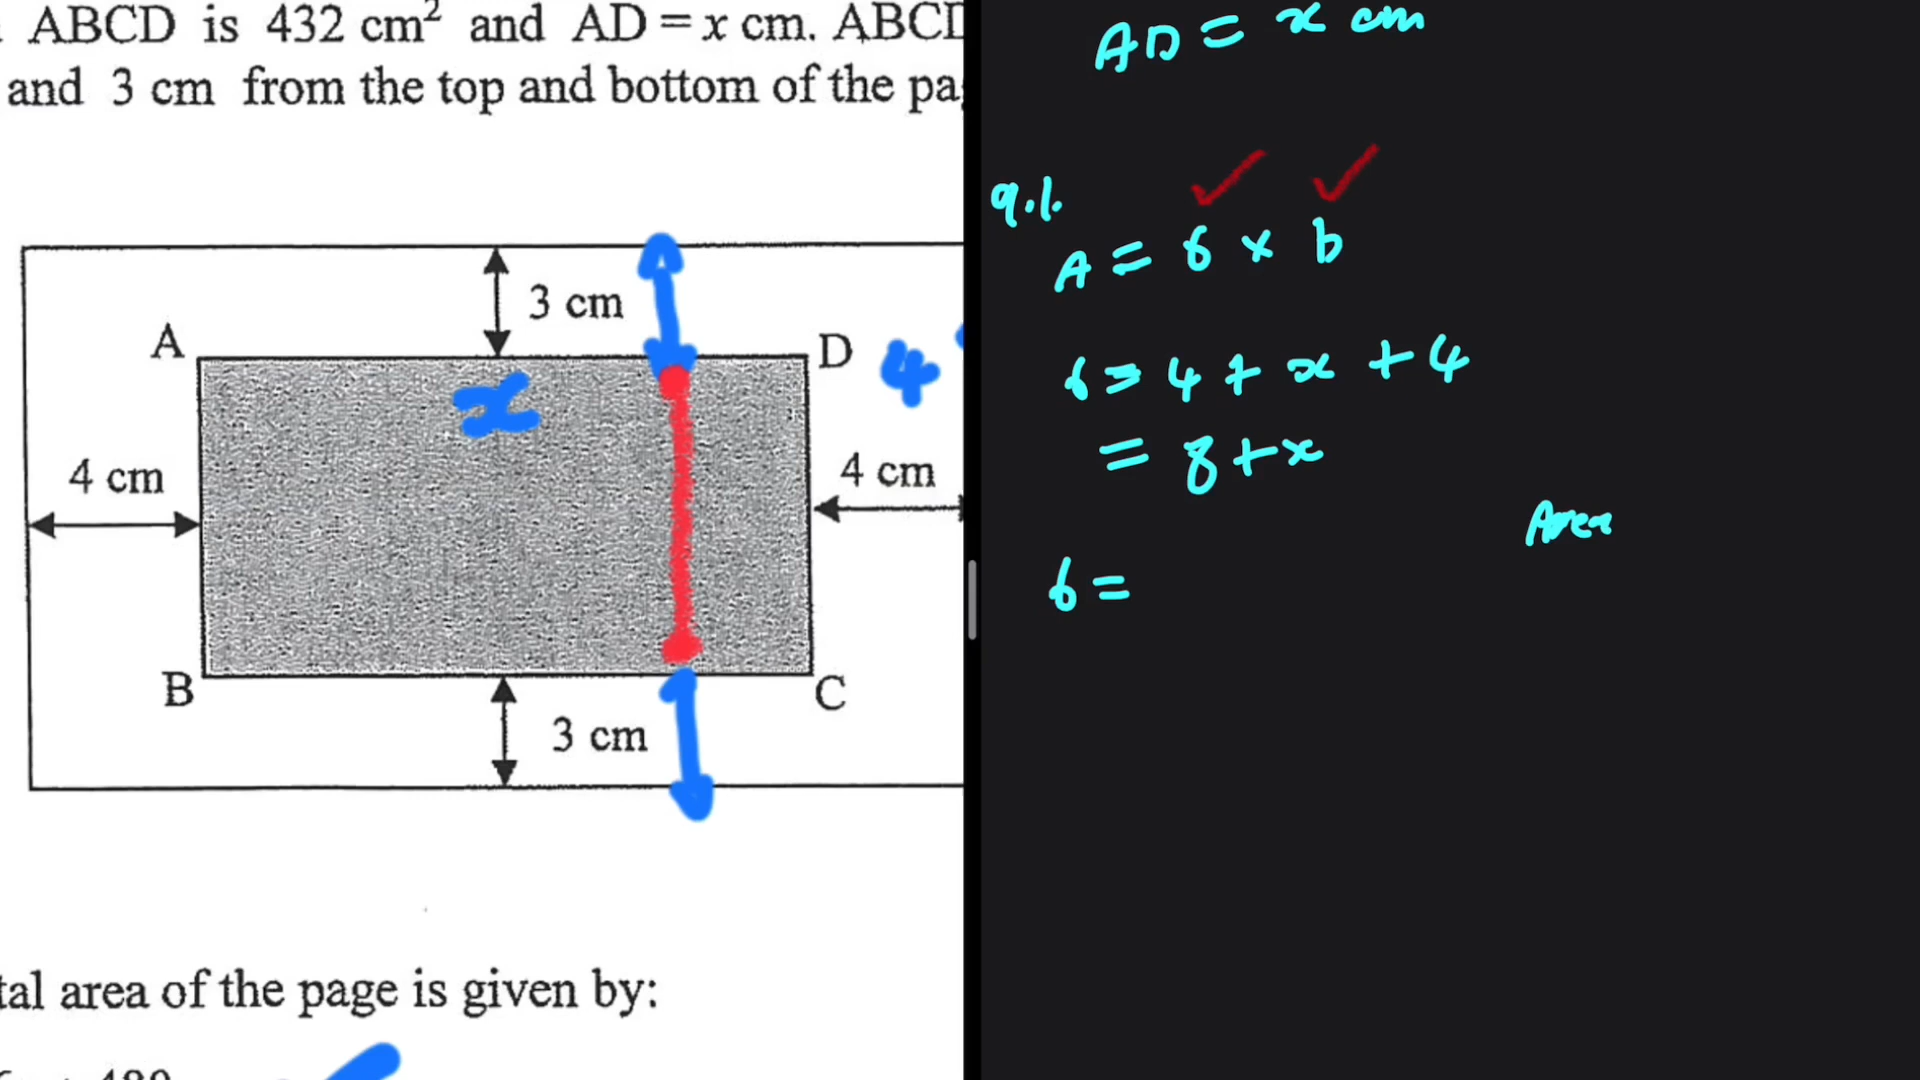 ABCD is 432 cm² and AD = x cm. ABCD
and 3 cm from the top and bottom of the pa
3 cm
A
D
4
x
4 cm
4 cm
B
C
3 cm
tal area of the page is given by:
480
AD = x cm
9.1.
A = b × b
b = 4 + x + 4
= 8 + x
Area
b =